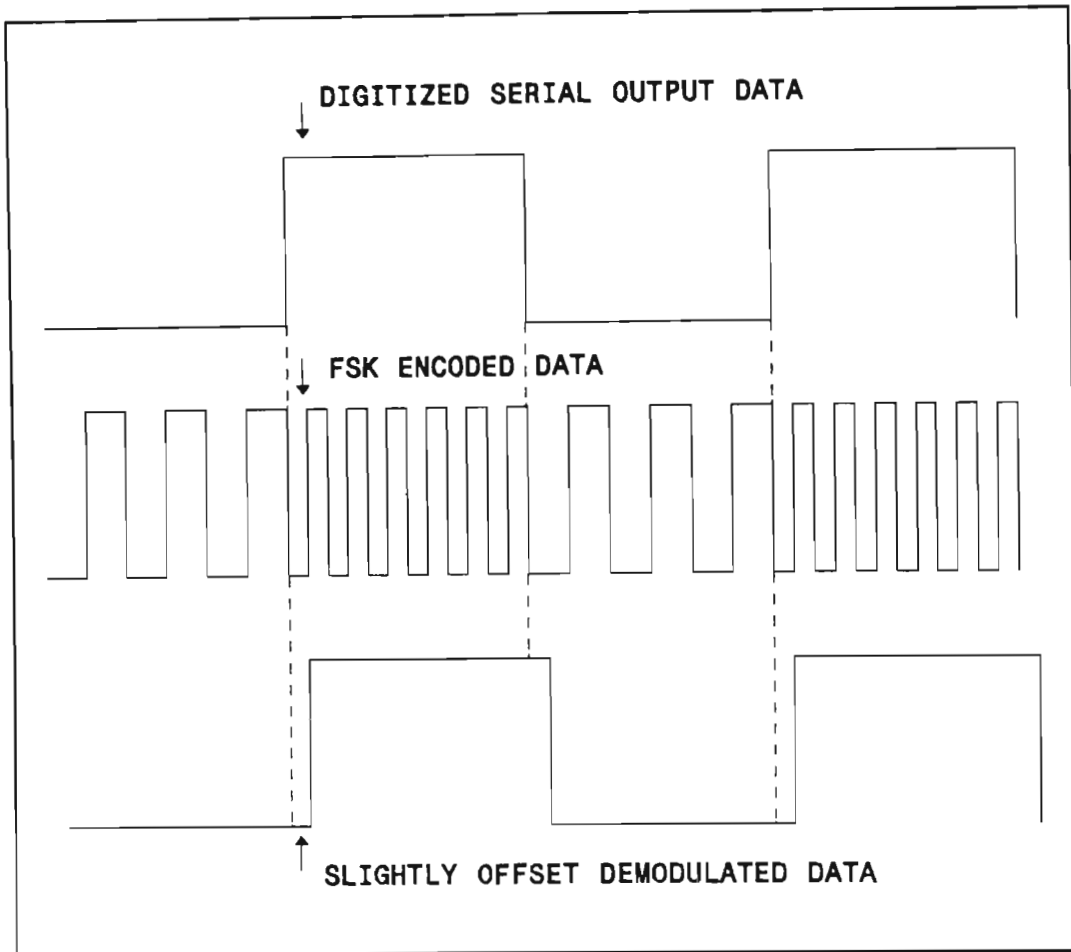 DIGITIZED SERIAL OUTPUT DATA
FSK ENCODED DATA
SLIGHTLY OFFSET DEMODULATED DATA